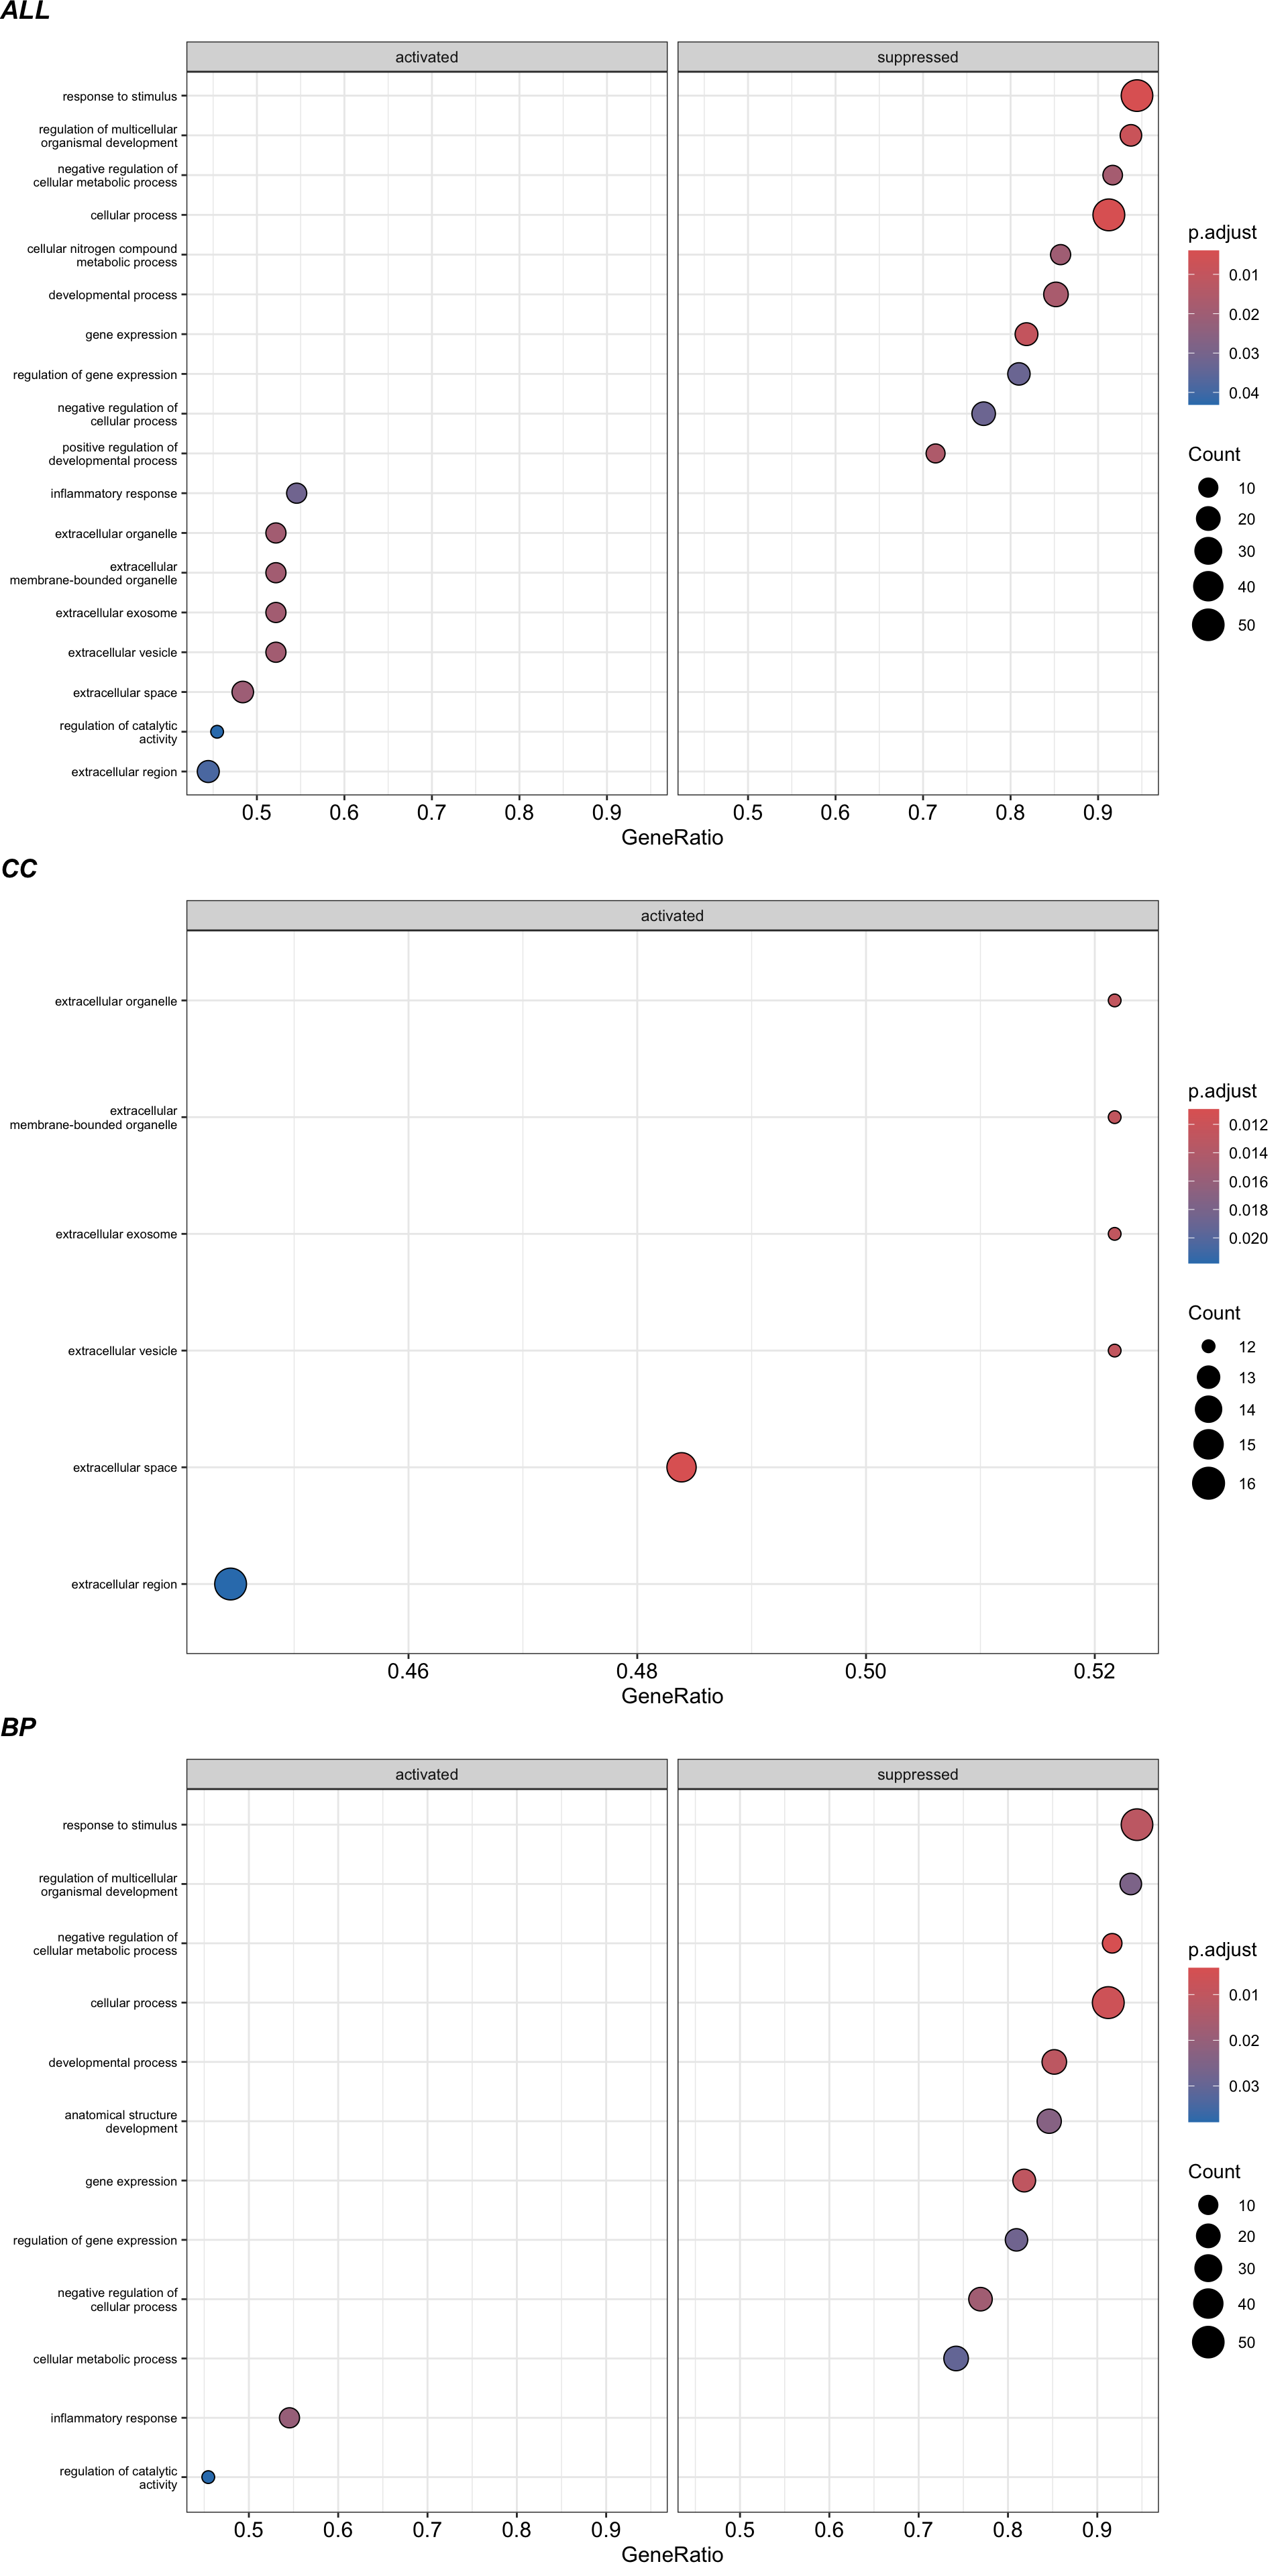 ALL
activated
suppressed
response to stimulus
regulation of multicellular
organismal development
negative regulation of
cellular metabolic process
cellular process
cellular nitrogen compound
metabolic process
developmental process
gene expression
regulation of gene expression
negative regulation of
cellular process
positive regulation of
developmental process
inflammatory response
extracellular organelle
extracellular
membrane-bounded organelle
extracellular exosome
extracellular vesicle
extracellular space
regulation of catalytic
activity
extracellular region
0.5 0.6 0.7 0.8 0.9
0.5 0.6 0.7 0.8 0.9
GeneRatio
p.adjust
0.01
0.02
0.03
0.04
Count
10
20
30
40
50
CC
activated
extracellular organelle
extracellular
membrane-bounded organelle
extracellular exosome
extracellular vesicle
extracellular space
extracellular region
0.46 0.48 0.50 0.52
GeneRatio
p.adjust
0.012
0.014
0.016
0.018
0.020
Count
12
13
14
15
16
BP
activated
suppressed
response to stimulus
regulation of multicellular
organismal development
negative regulation of
cellular metabolic process
cellular process
developmental process
anatomical structure
development
gene expression
regulation of gene expression
negative regulation of
cellular process
cellular metabolic process
inflammatory response
regulation of catalytic
activity
0.5 0.6 0.7 0.8 0.9
0.5 0.6 0.7 0.8 0.9
GeneRatio
p.adjust
0.01
0.02
0.03
Count
10
20
30
40
50